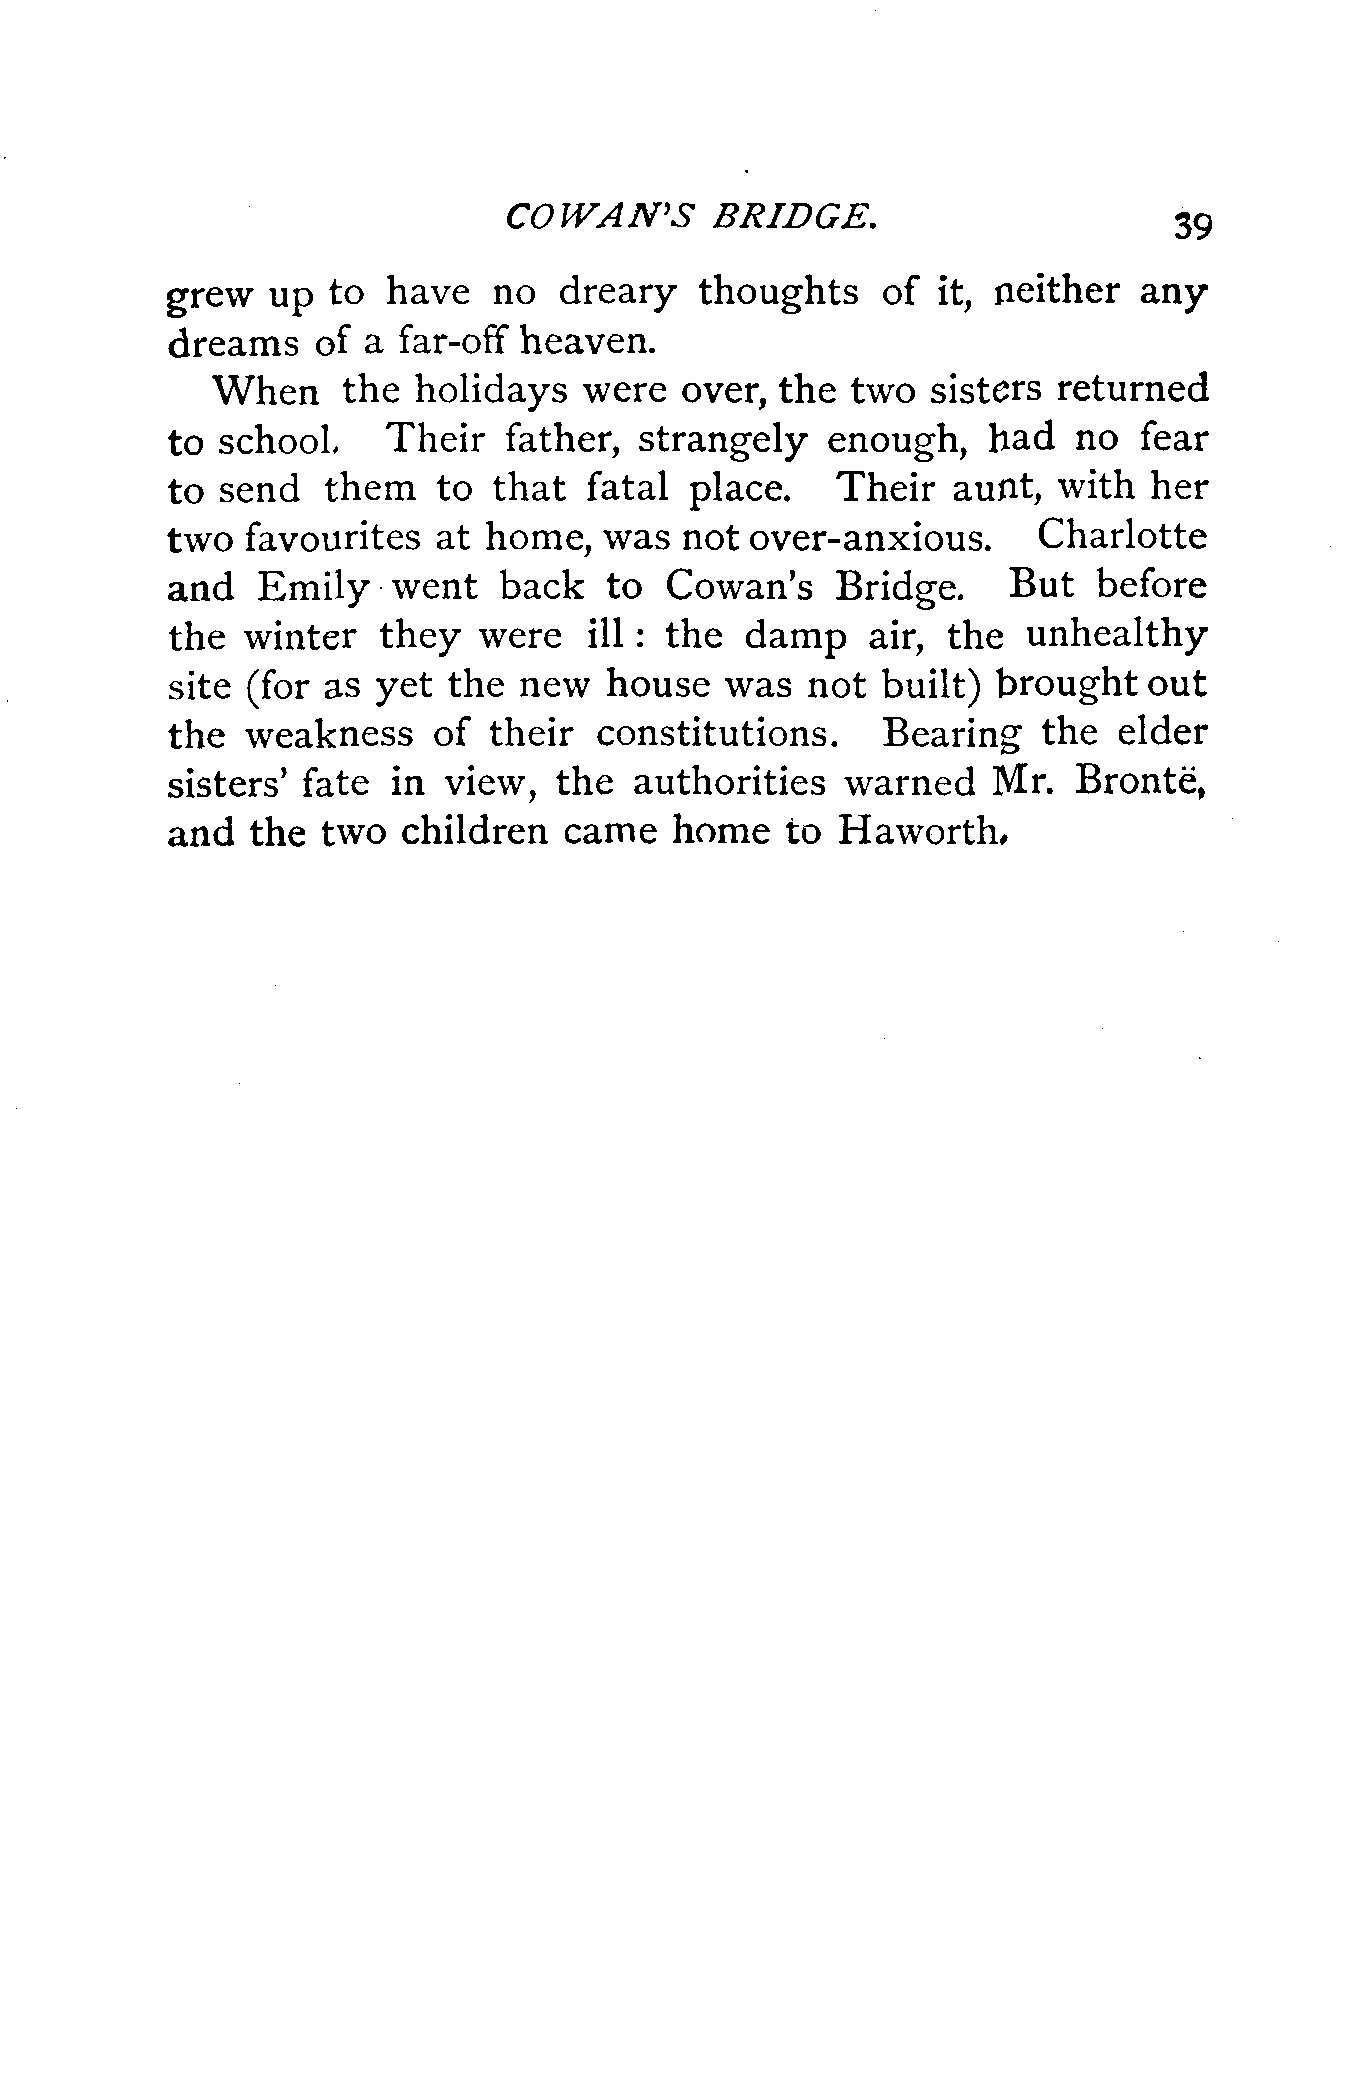 COWAN'S BRIDGE. 39
grew up to have no dreary thoughts of it, neither any
dreams of a far-off heaven.
When the holidays were over, the two sisters returned
to school. Their father, strangely enough, had no fear
to send them to that fatal place. Their aunt, with her
two favourites at home, was not over-anxious. Charlotte
and Emily went back to Cowan's Bridge. But before
the winter they were ill : the damp air, the unhealthy
site (for as yet the new house was not built) brought out
the weakness of their constitutions. Bearing the elder
sisters' fate in view, the authorities warned Mr. Brontë,
and the two children came home to Haworth.